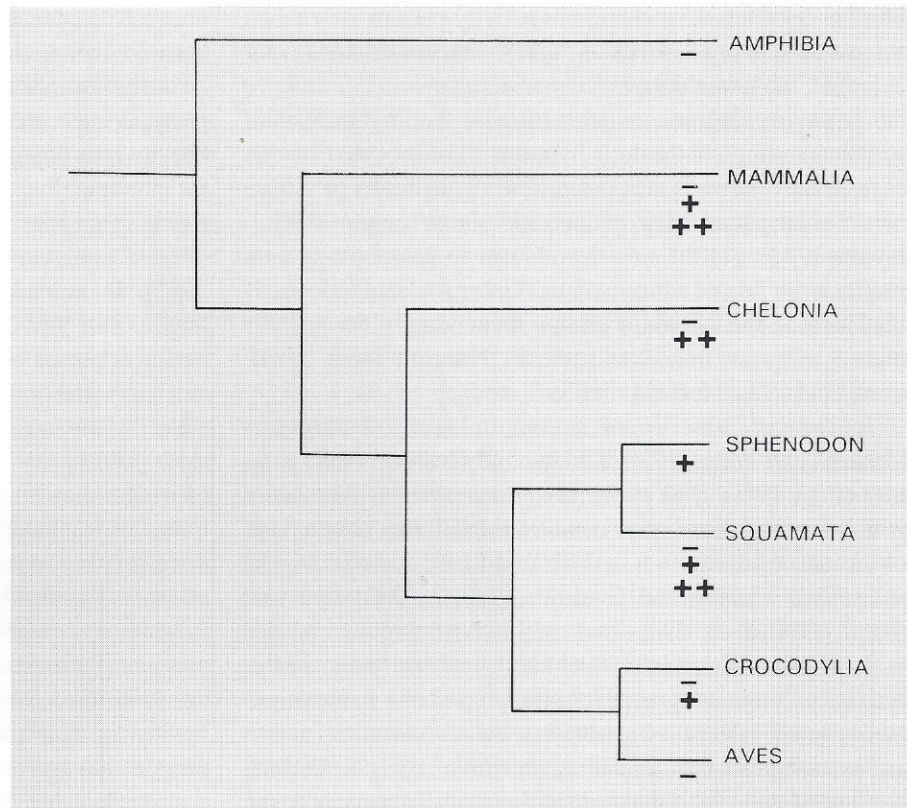 AMPHIBIA
−
MAMMALIA
−
+
++
CHELONIA
−
++
SPHENODON
+
SQUAMATA
−
+
++
CROCODYLIA
−
+
AVES
−